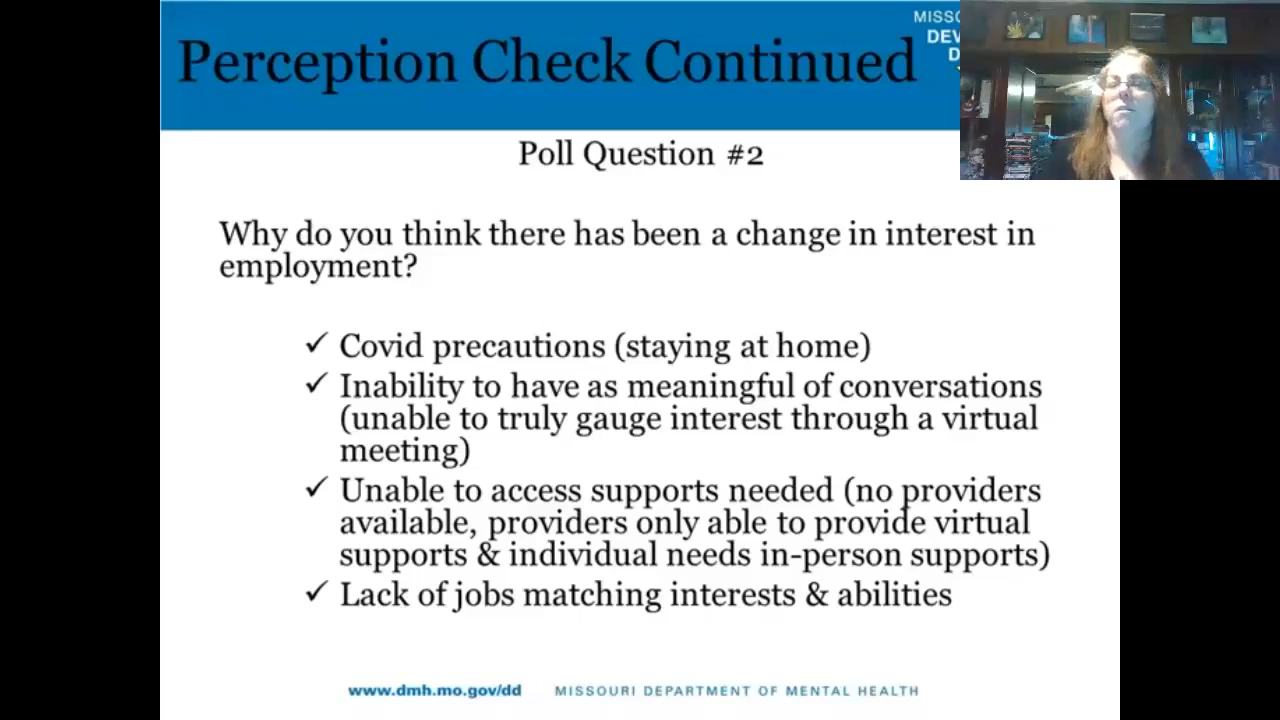 Perception Check Continued
Poll Question #2
Why do you think there has been a change in interest in
employment?
✓ Covid precautions (staying at home)
✓ Inability to have as meaningful of conversations
(unable to truly gauge interest through a virtual
meeting)
✓ Unable to access supports needed (no providers
available, providers only able to provide virtual
supports & individual needs in-person supports)
✓ Lack of jobs matching interests & abilities
www.dmh.mo.gov/dd MISSOURI DEPARTMENT OF MENTAL HEALTH